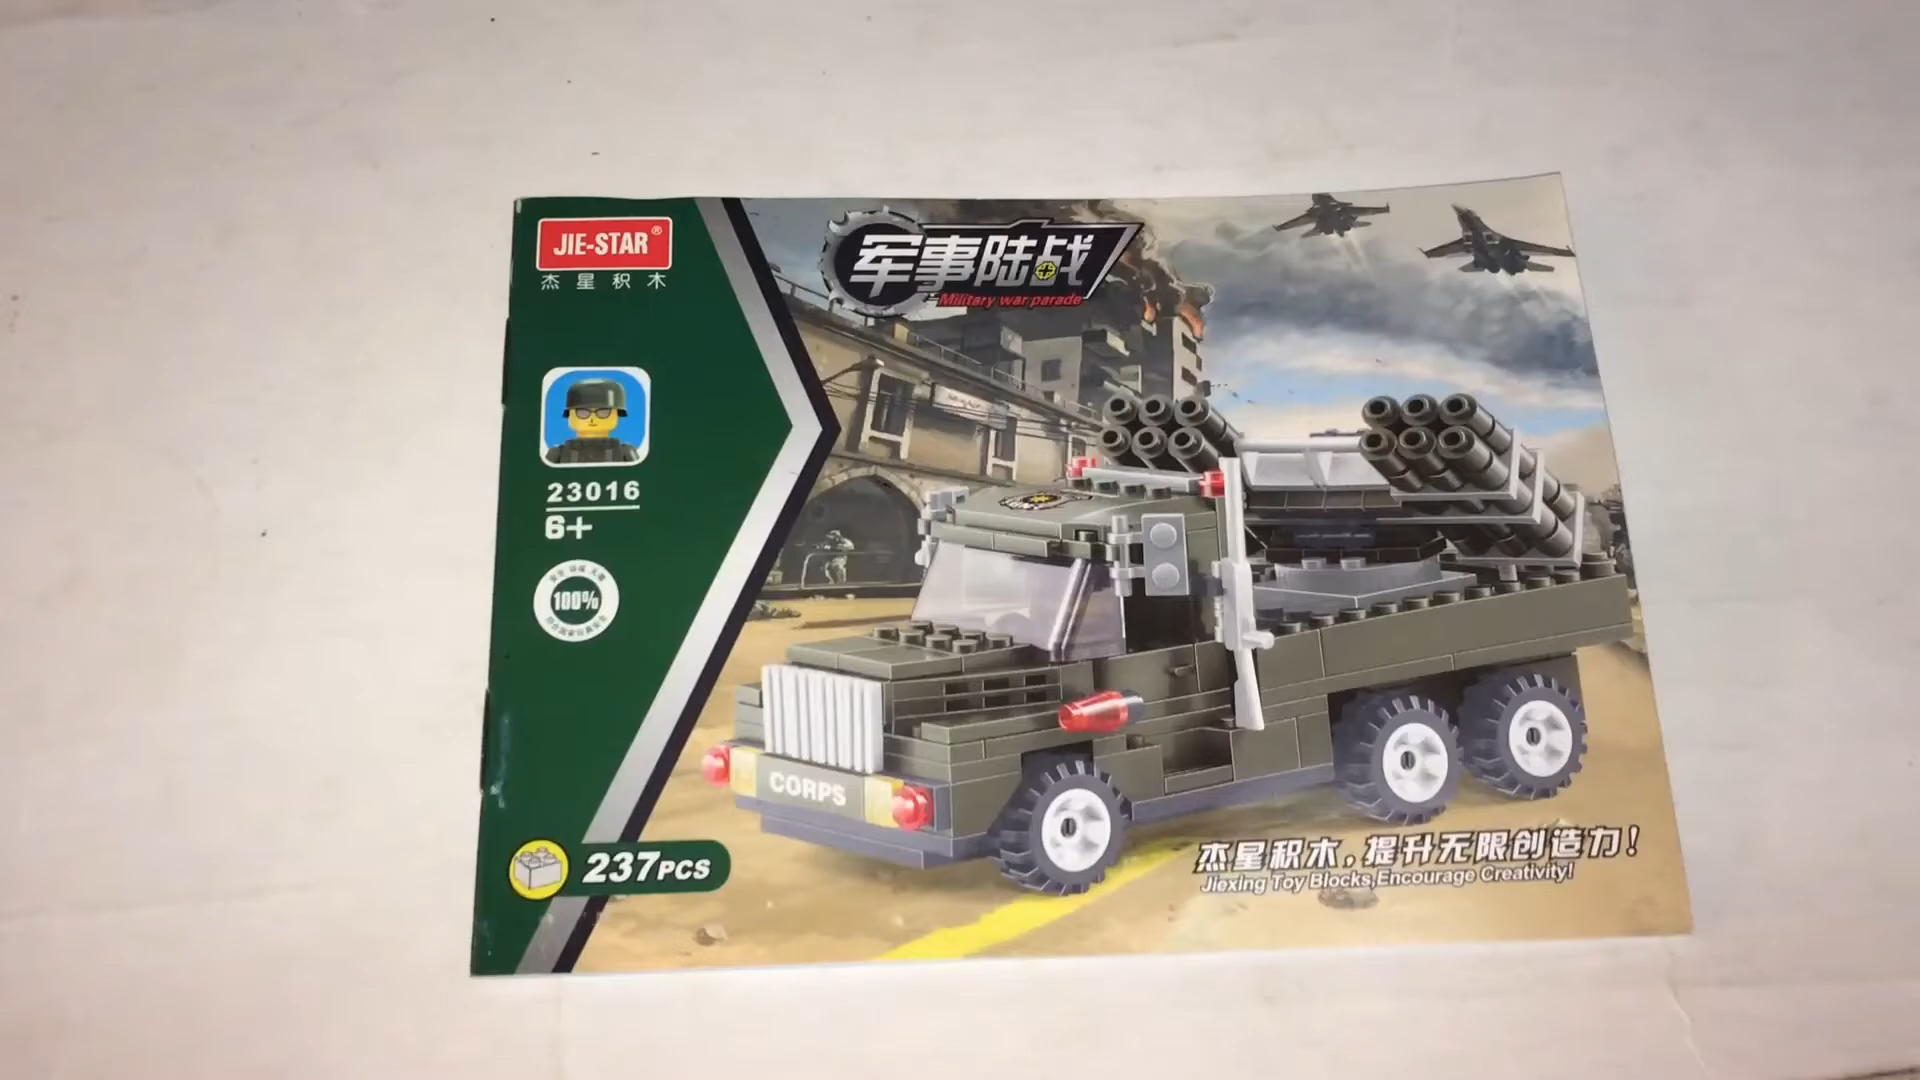 JIE-STAR®
杰星积木
军事陆战
Military war parade
23016
6+
100%
CORPS
237PCS
杰星积木,提升无限创造力!
Jiexing Toy Blocks,Encourage Creativity!